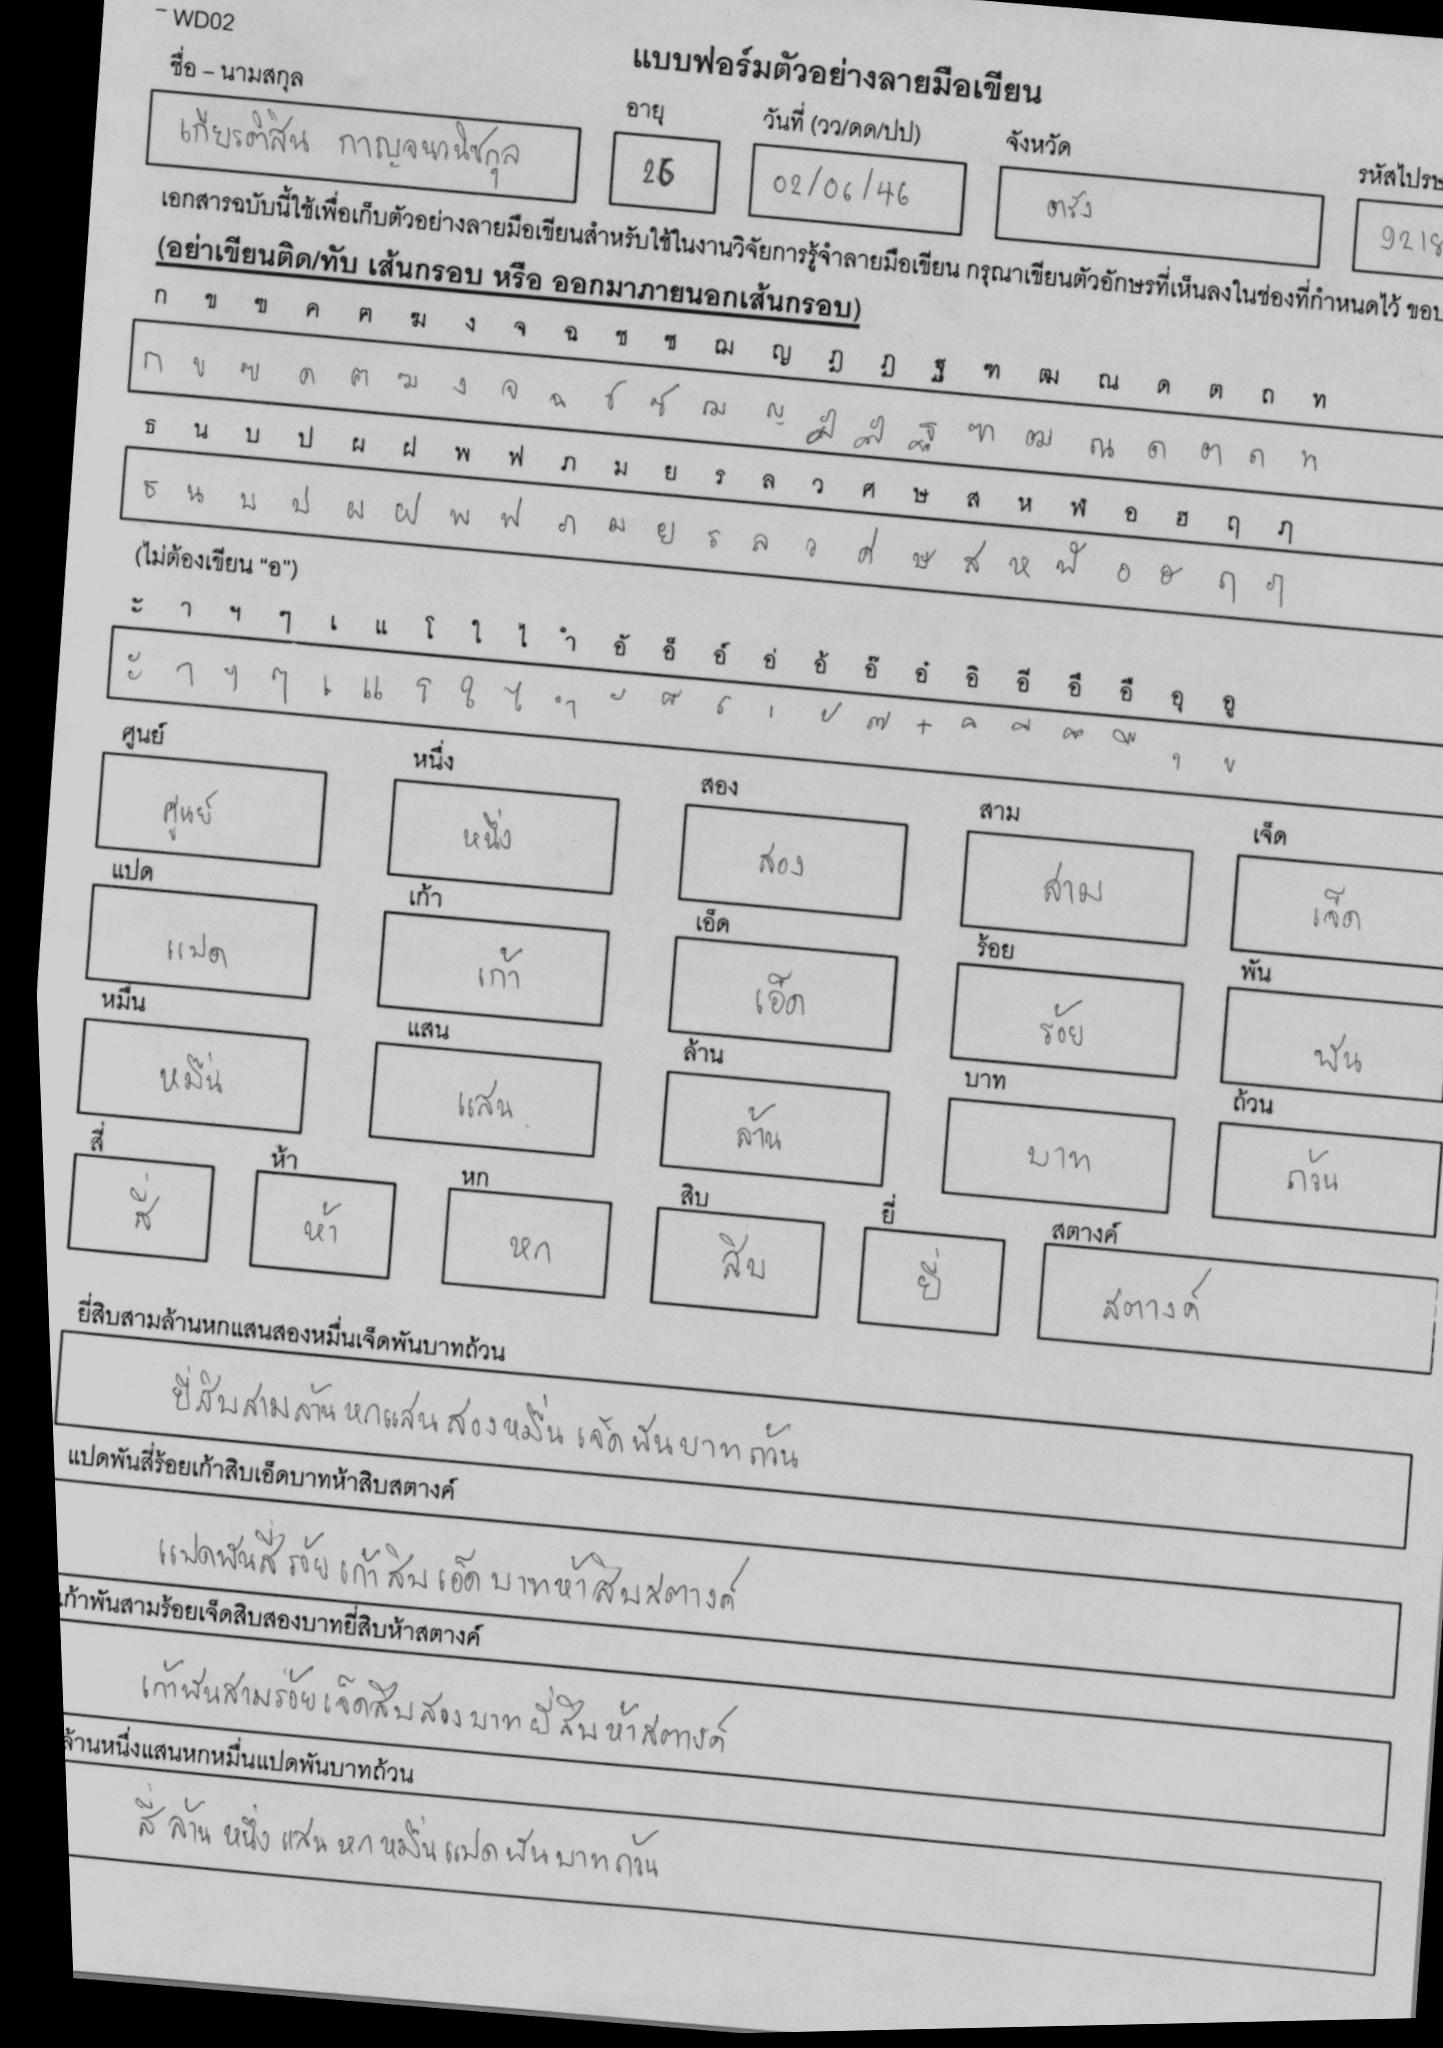 WD02
แบบฟอร์มตัวอย่างลายมือเขียน
ชื่อ – นามสกุล อายุ วันที่ (วว/ดด/ปป) จังหวัด
เกียรติสิน กาญจนวนิชกุล 26 02/06/46 ตรัง
เอกสารฉบับนี้ใช้เพื่อเก็บตัวอย่างลายมือเขียนสำหรับใช้ในงานวิจัยการรู้จำลายมือเขียน กรุณาเขียนตัวอักษรที่เห็นลงในช่องที่กำหนดไว้
(อย่าเขียนติด/ทับ เส้นกรอบ หรือ ออกมาภายนอกเส้นกรอบ)
ก ข ฃ ค ฅ ฆ ง จ ฉ ช ซ ฌ ญ ฎ ฏ ฐ ฑ ฒ ณ ด ต ถ ท
ก ข ฃ ค ฅ ฆ ง จ ฉ ช ซ ฌ ญ ฎ ฏ ฐ ฑ ฒ ณ ด ต ถ ท
ธ น บ ป ผ ฝ พ ฟ ภ ม ย ร ล ว ศ ษ ส ห ฬ อ ฮ ฤ ฦ
ธ น บ ป ผ ฝ พ ฟ ภ ม ย ร ล ว ศ ษ ส ห ฬ อ ฮ ฤ ฦ
(ไม่ต้องเขียน "อ")
ะ า ฯ ๆ เ แ โ ใ ไ ำ อั อ็ อ์ อ่ อ้ อ๊ อ๋ อิ อี อึ อื อุ อู
ะ า ฯ ๆ เ แ โ ใ ไ ำ ั ็ ์ ่ ้ ๊ ๋ ิ ี ึ ื ุ ู
ศูนย์ หนึ่ง สอง สาม เจ็ด
ศูนย์ หนึ่ง สอง สาม เจ็ด
แปด เก้า เอ็ด ร้อย พัน
แปด เก้า เอ็ด ร้อย พัน
หมื่น แสน ล้าน บาท ถ้วน
หมื่น แสน ล้าน บาท ถ้วน
สี่ ห้า หก สิบ ยี่ สตางค์
สี่ ห้า หก สิบ ยี่ สตางค์
ยี่สิบสามล้านหกแสนสองหมื่นเจ็ดพันบาทถ้วน
ยี่สิบสามล้านหกแสนสองหมื่นเจ็ดพันบาทถ้วน
แปดพันสี่ร้อยเก้าสิบเอ็ดบาทห้าสิบสตางค์
แปดพันสี่ร้อยเก้าสิบเอ็ดบาทห้าสิบสตางค์
เก้าพันสามร้อยเจ็ดสิบสองบาทยี่สิบห้าสตางค์
เก้าพันสามร้อยเจ็ดสิบสองบาทยี่สิบห้าสตางค์
ล้านหนึ่งแสนหกหมื่นแปดพันบาทถ้วน
สี่ล้านหนึ่งแสนหกหมื่นแปดพันบาทถ้วน